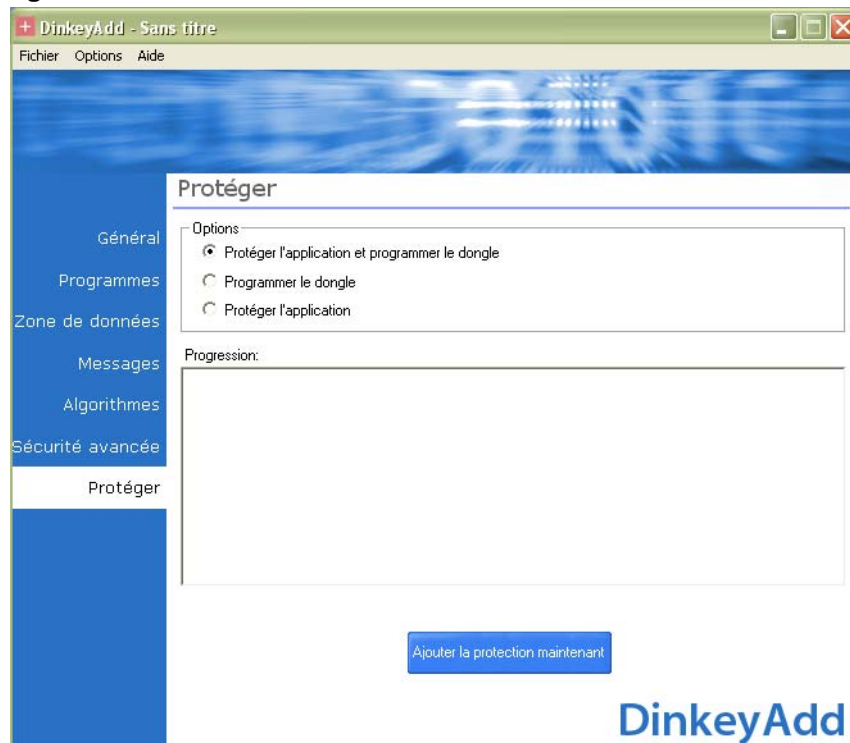 DinkeyAdd - Sans titre
Fichier Options Aide
Protéger
Général
Programmes
Zone de données
Messages
Algorithmes
Sécurité avancée
Protéger
Options
Protéger l'application et programmer le dongle
Programmer le dongle
Protéger l'application
Progression:
Ajouter la protection maintenant
DinkeyAdd